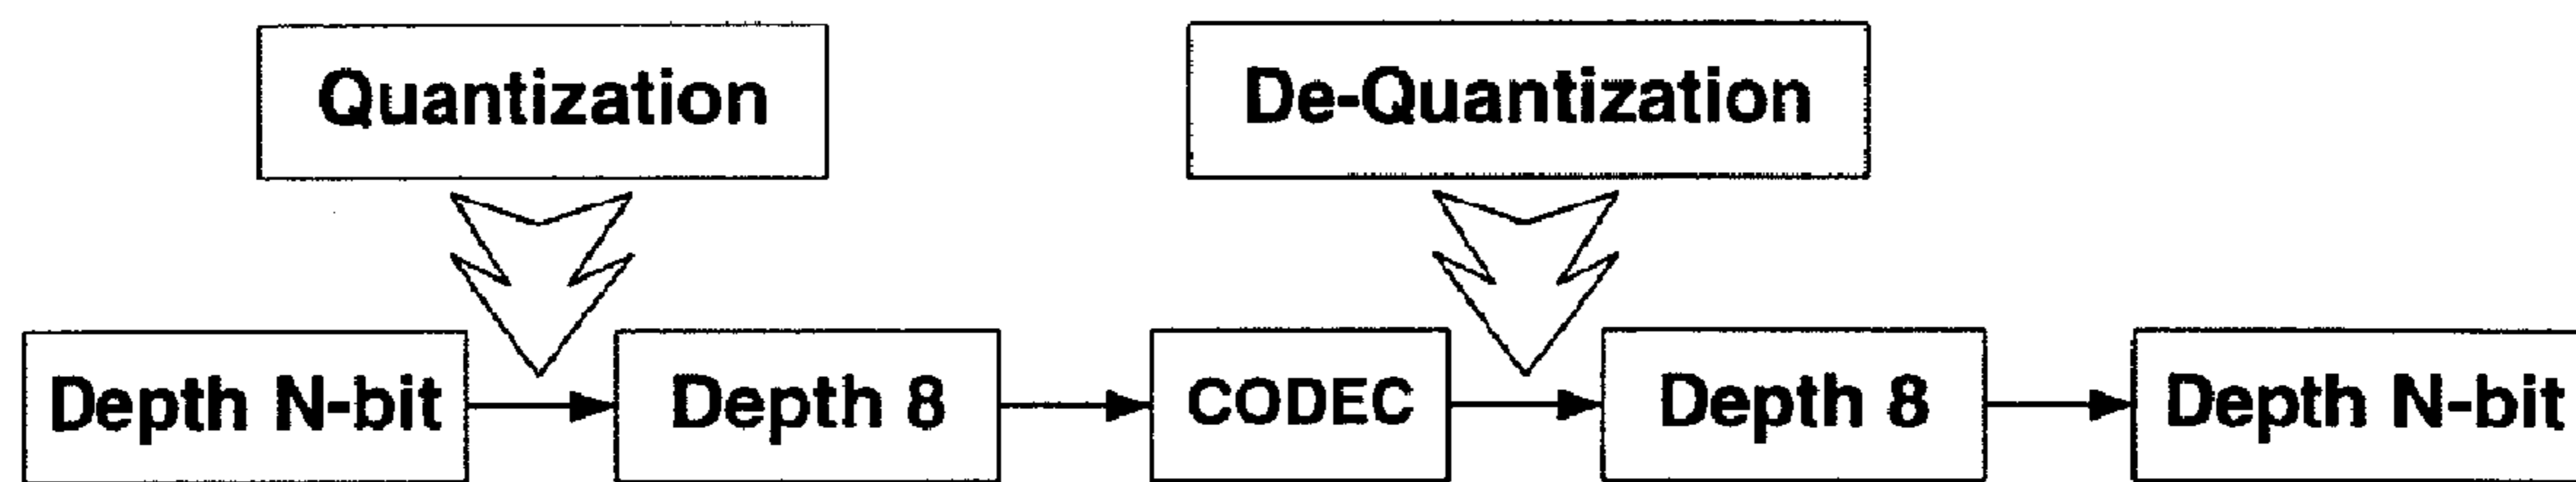 Quantization
De-Quantization
Depth N-bit
Depth 8
CODEC
Depth 8
Depth N-bit